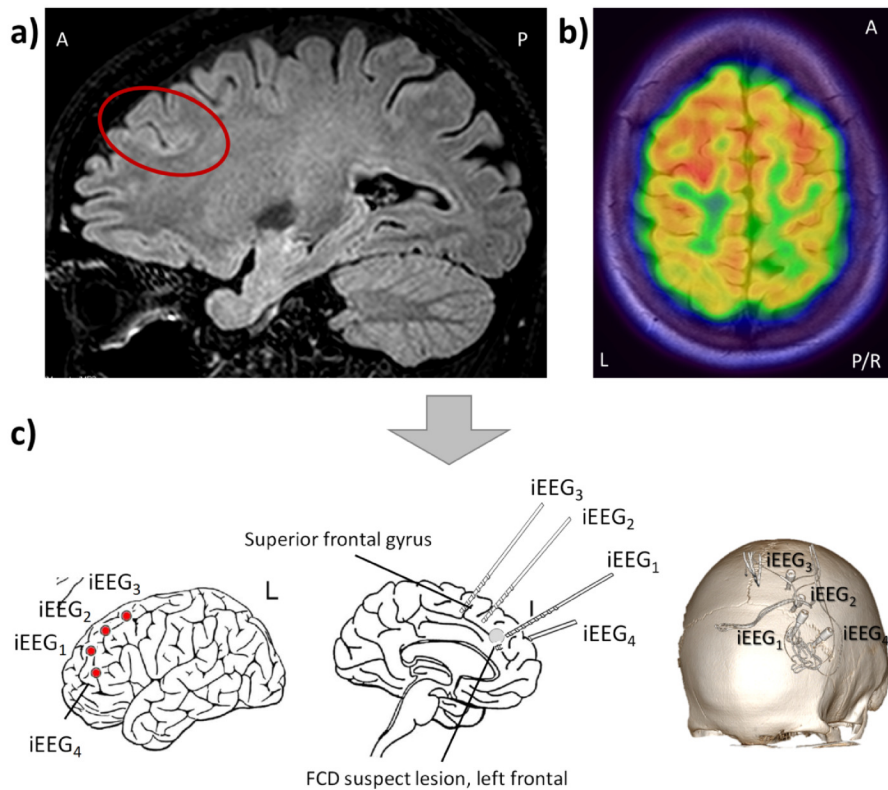 a)
A
P
b)
A
L
P/R
c)
iEEG3
iEEG2
Superior frontal gyrus
iEEG1
iEEG4
iEEG3
iEEG2
iEEG1
iEEG4
L
I
FCD suspect lesion, left frontal
iEEG3
iEEG2
iEEG1
iEEG4